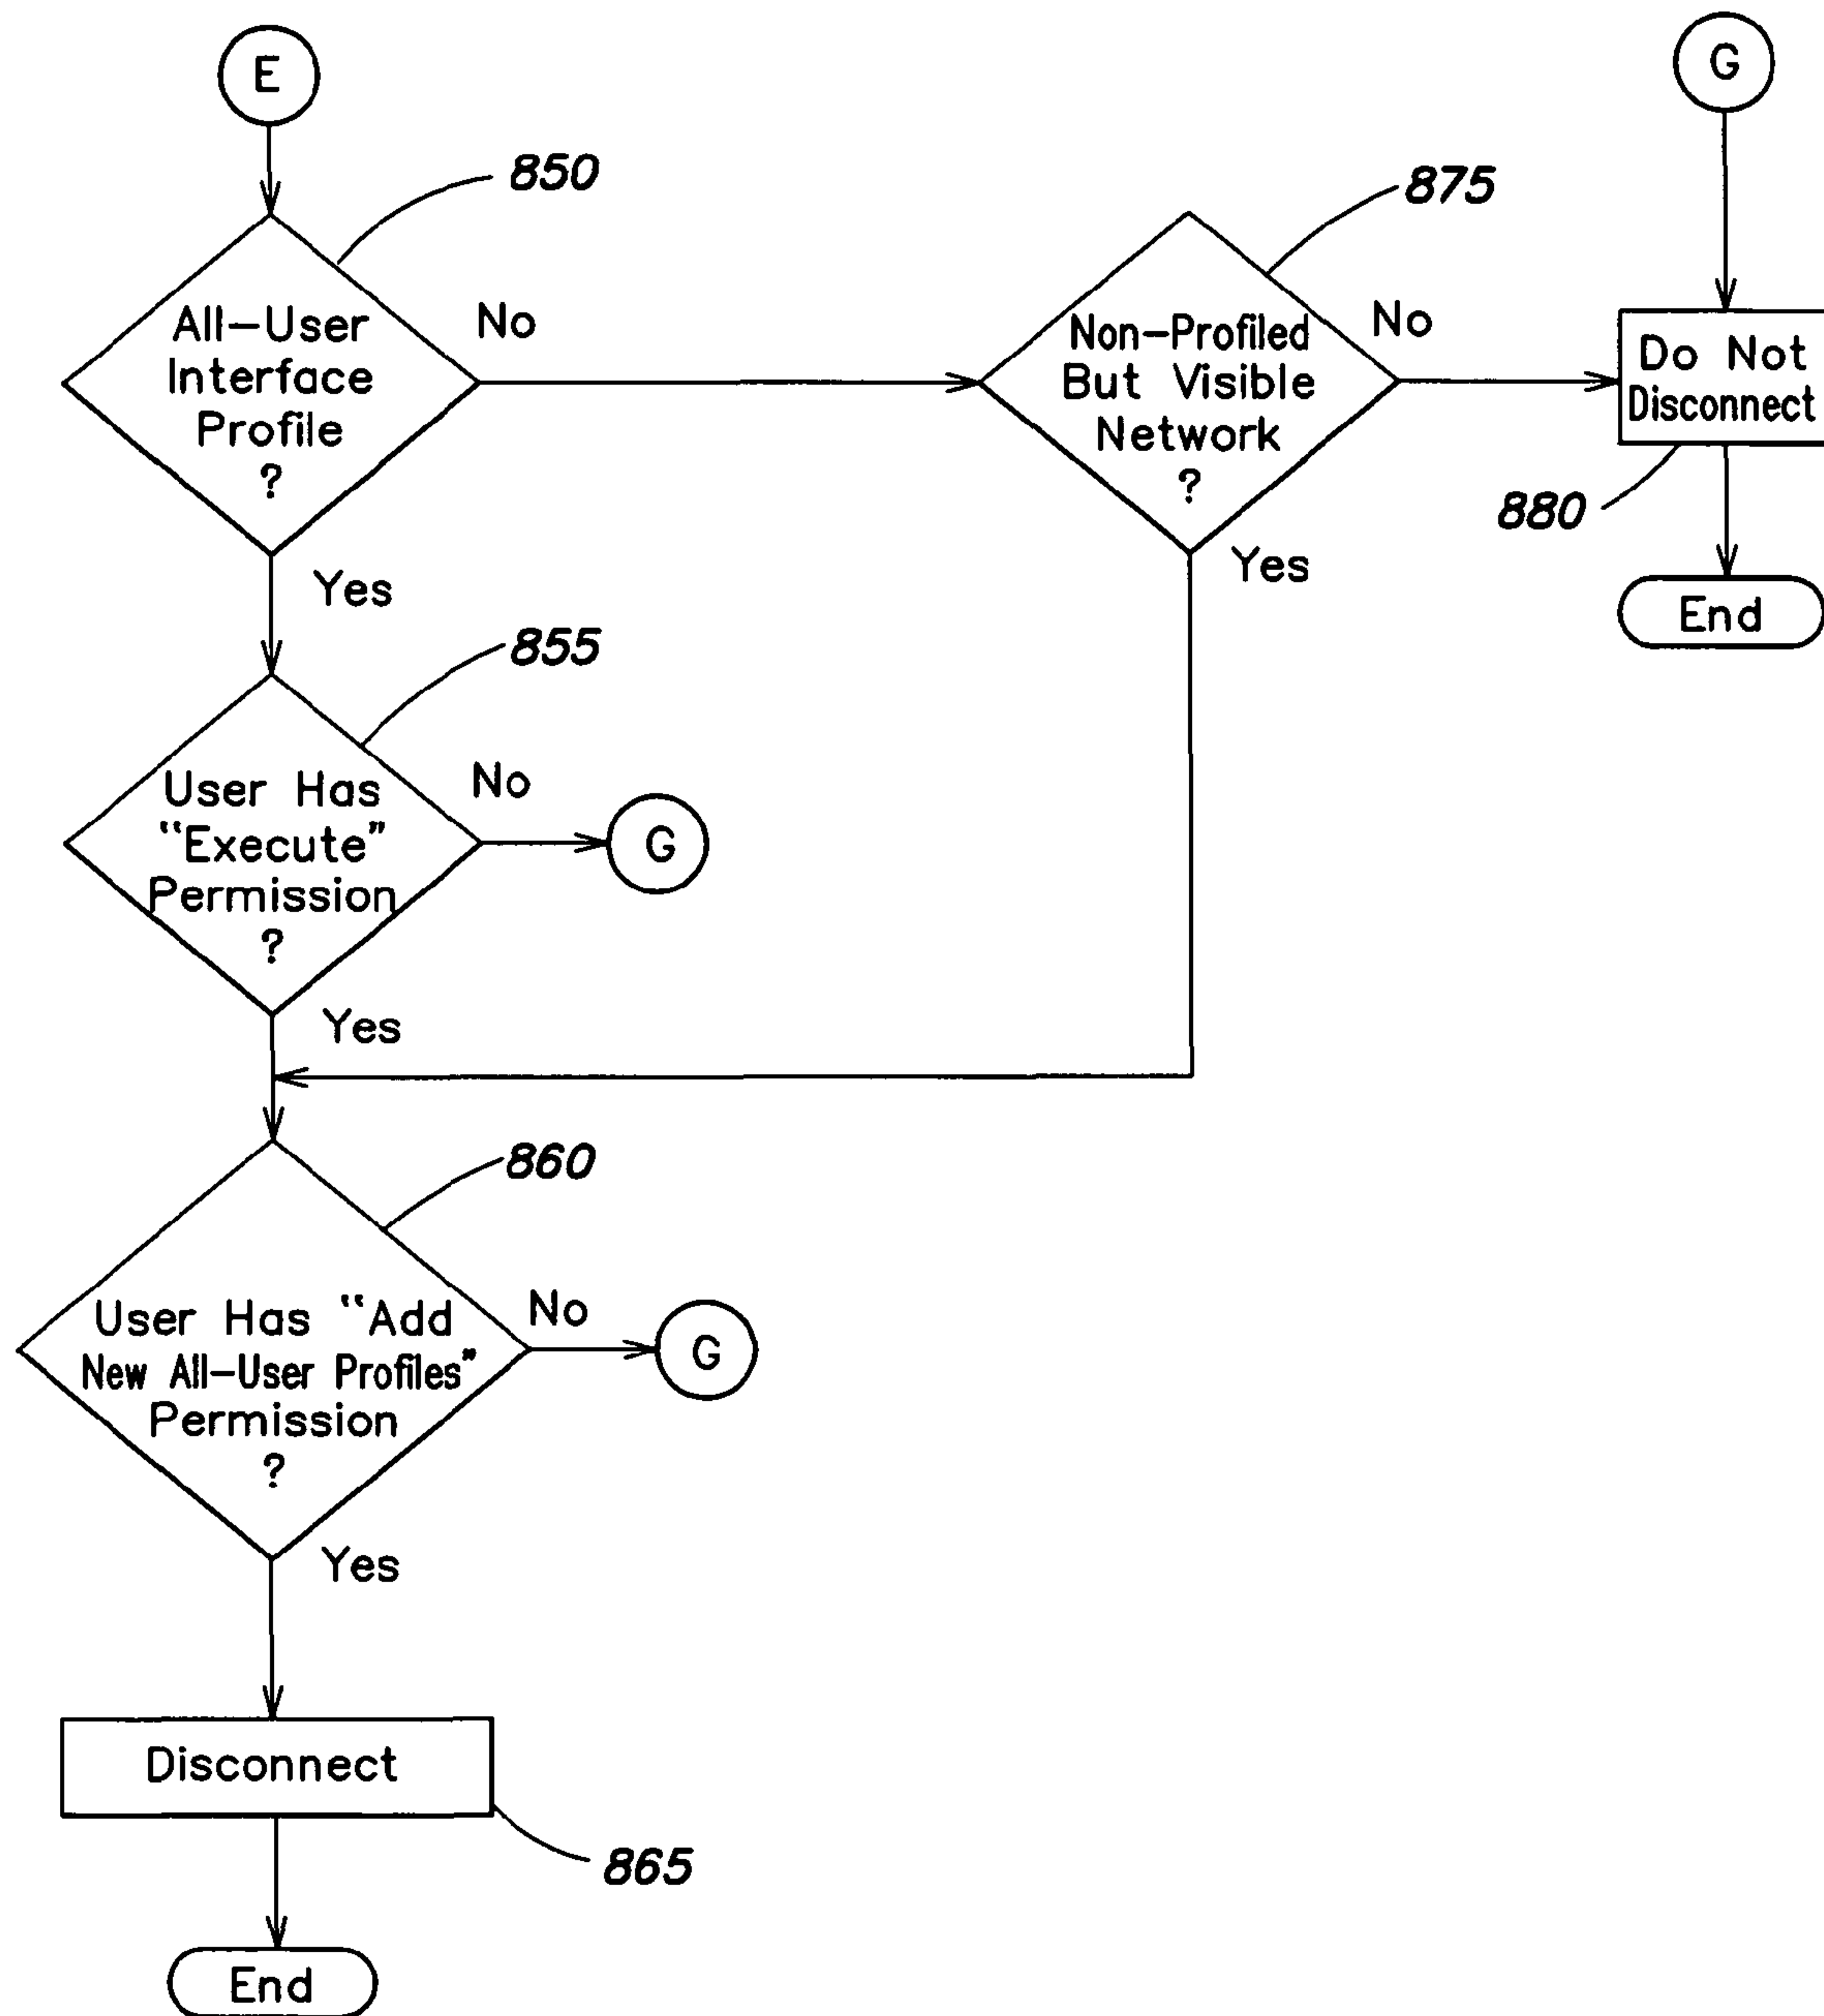 E
G
850
875
All-User
Interface
Profile
?
No
Non-Profiled
But Visible
Network
?
No
Do Not
Disconnect
880
Yes
Yes
End
855
User Has
“Execute”
Permission
?
No
G
Yes
860
User Has “Add
New All-User Profiles”
Permission
?
No
G
Yes
Disconnect
865
End